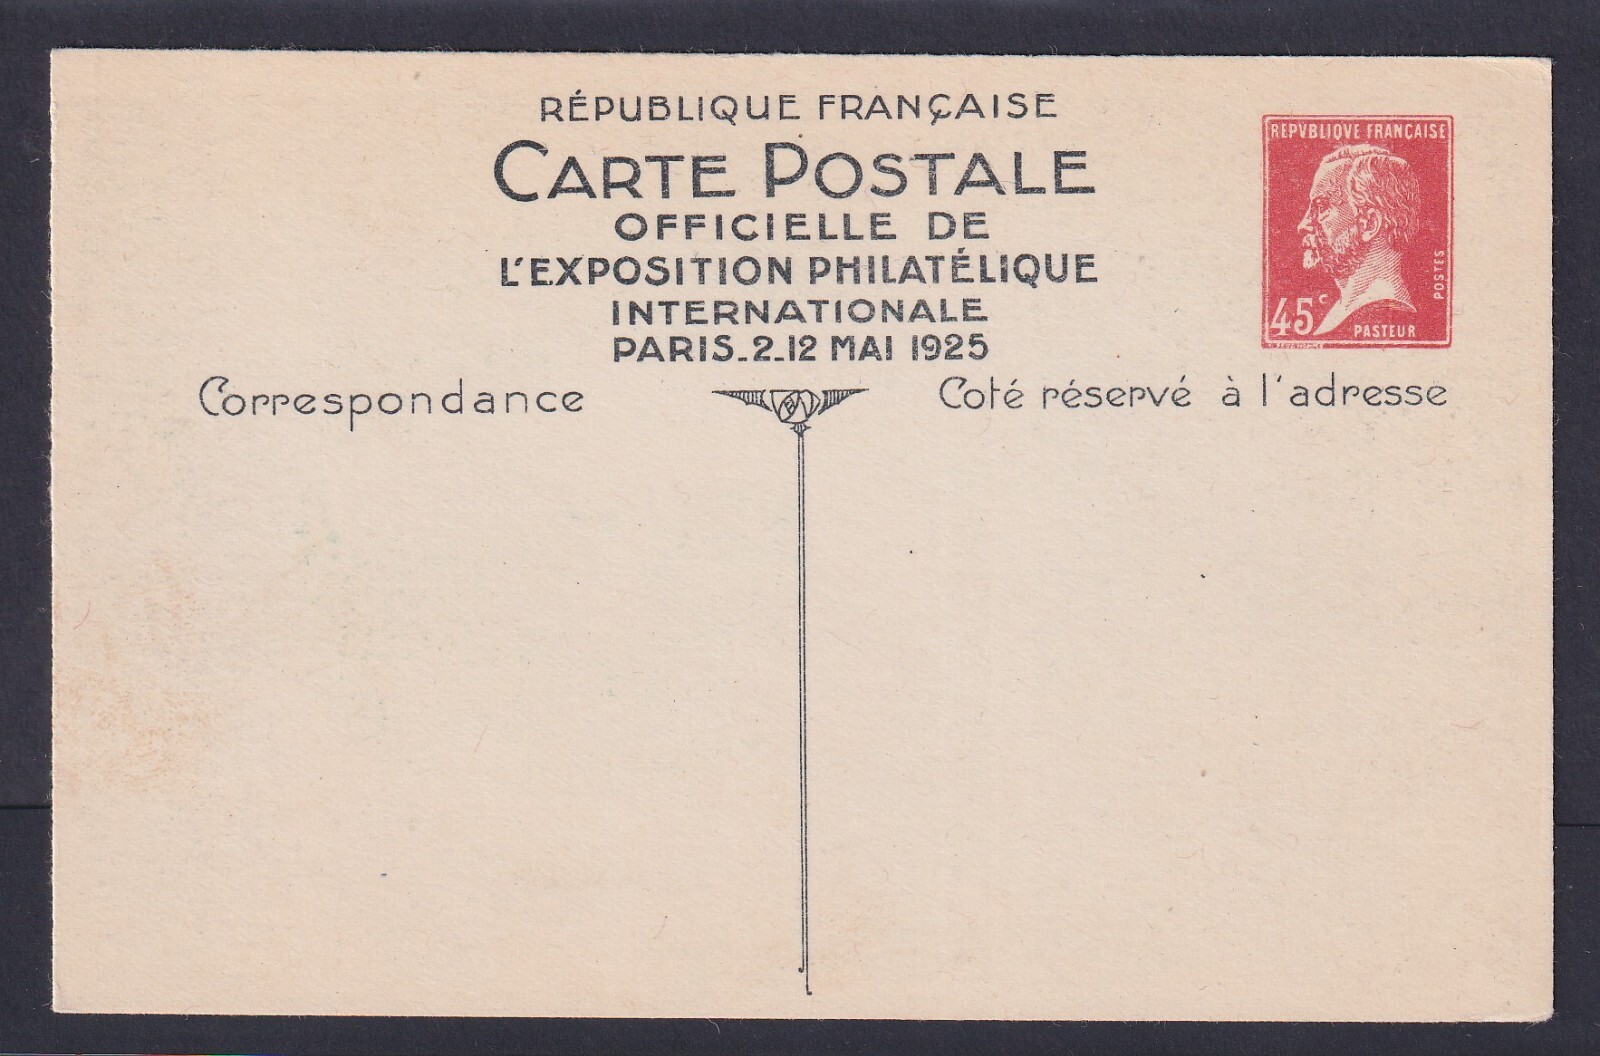 RÉPUBLIQUE FRANÇAISE
CARTE POSTALE
OFFICIELLE DE
L'EXPOSITION PHILATÉLIQUE
INTERNATIONALE
PARIS_2_12 MAI 1925
Correspondance
Coté réservé à l'adresse
REPVBLIQVE FRANÇAISE
POSTES
45c
PASTEUR